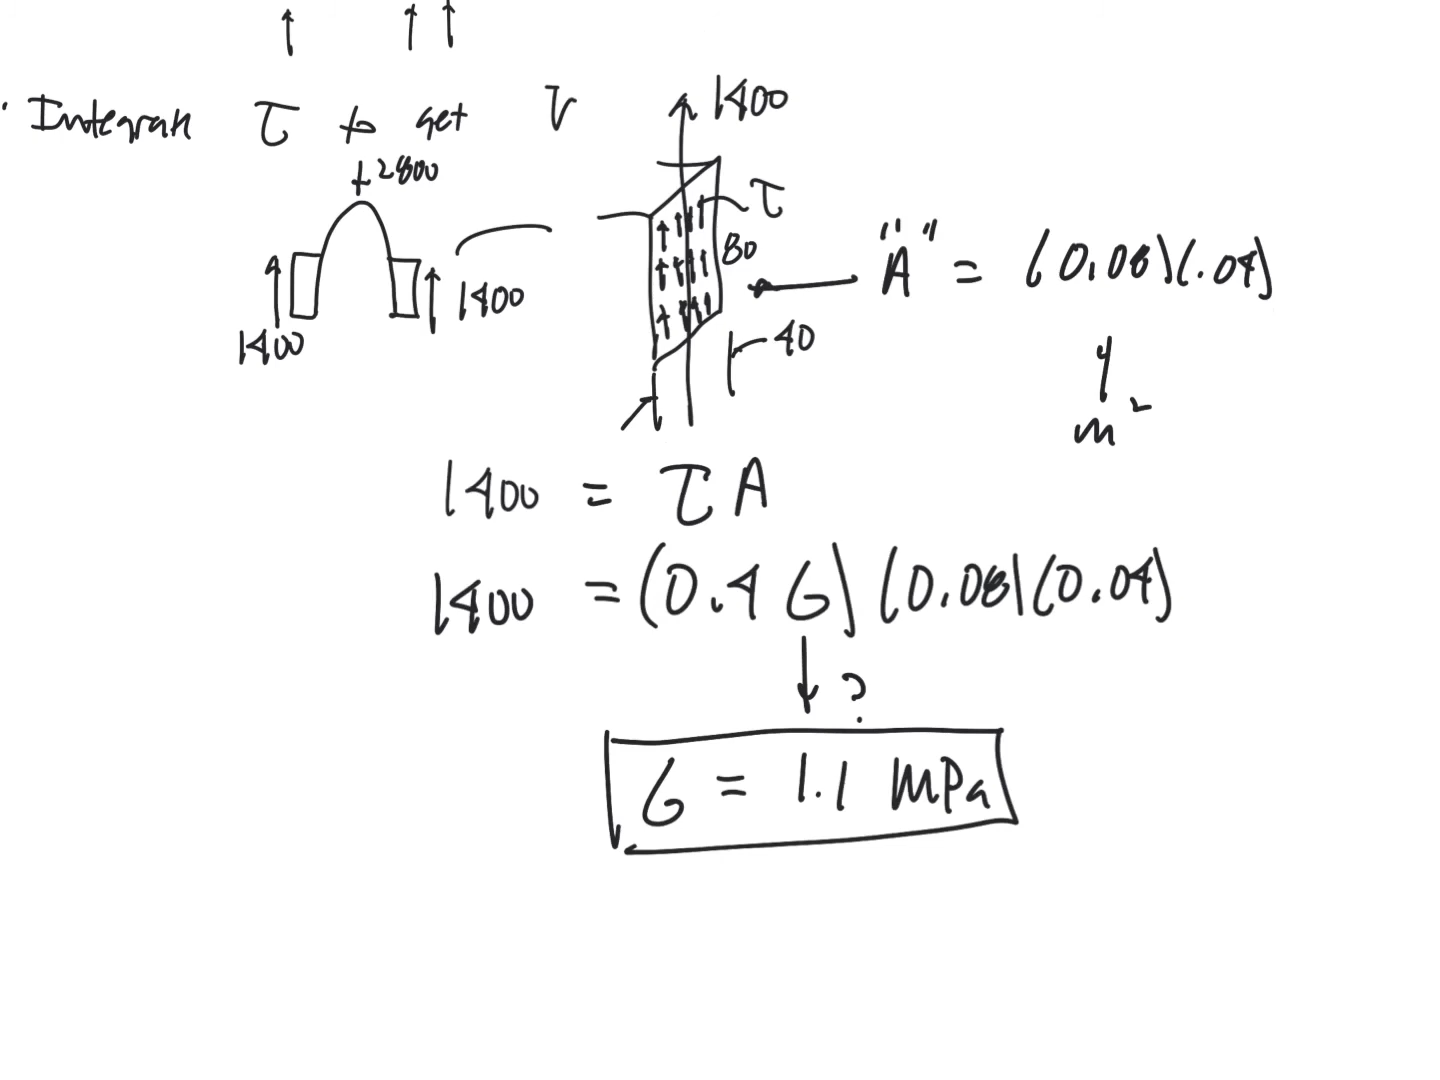 · Integrate τ to get V
↓2800
1400
τ
80
"A" = (0.08)(.04)
1400
1400
40
m²
1400 = τ A
1400 = (0.4 G) (0.08)(0.04)
?
G = 1.1 MPa